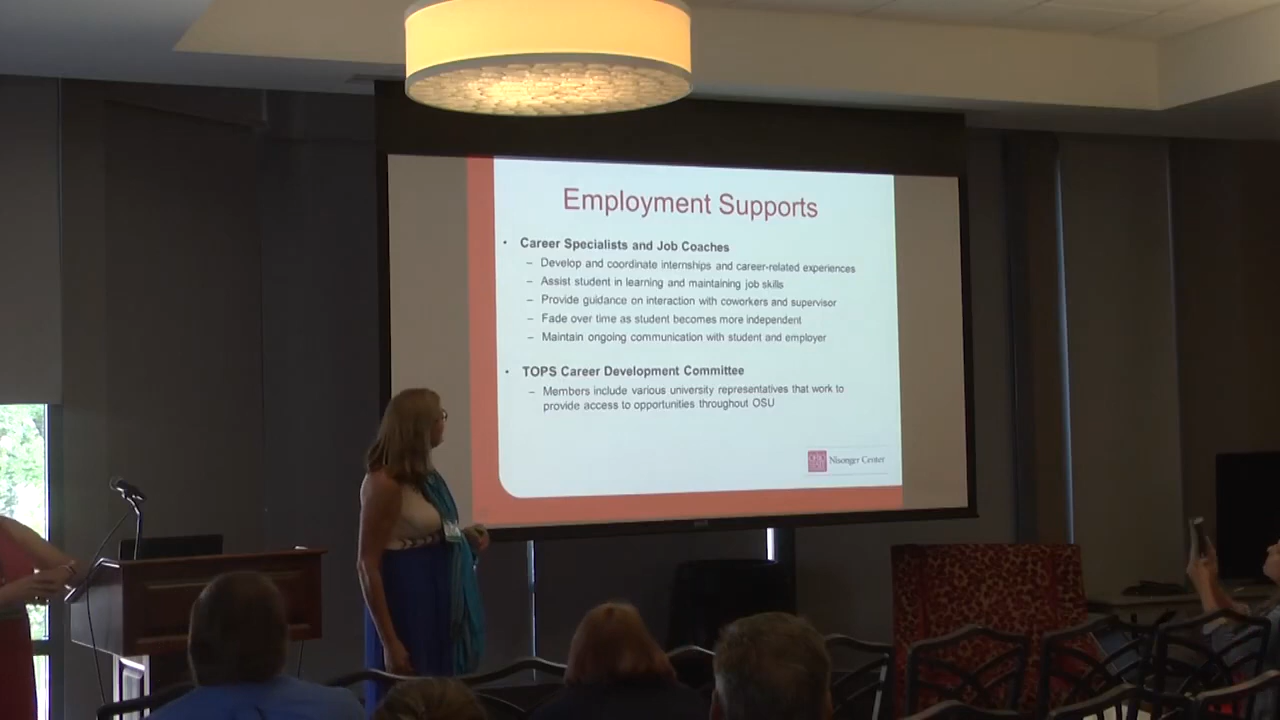 Employment Supports
• Career Specialists and Job Coaches
– Develop and coordinate internships and career-related experiences
– Assist student in learning and maintaining job skills
– Provide guidance on interaction with coworkers and supervisor
– Fade over time as student becomes more independent
– Maintain ongoing communication with student and employer
• TOPS Career Development Committee
– Members include various university representatives that work to
provide access to opportunities throughout OSU
Nisonger Center